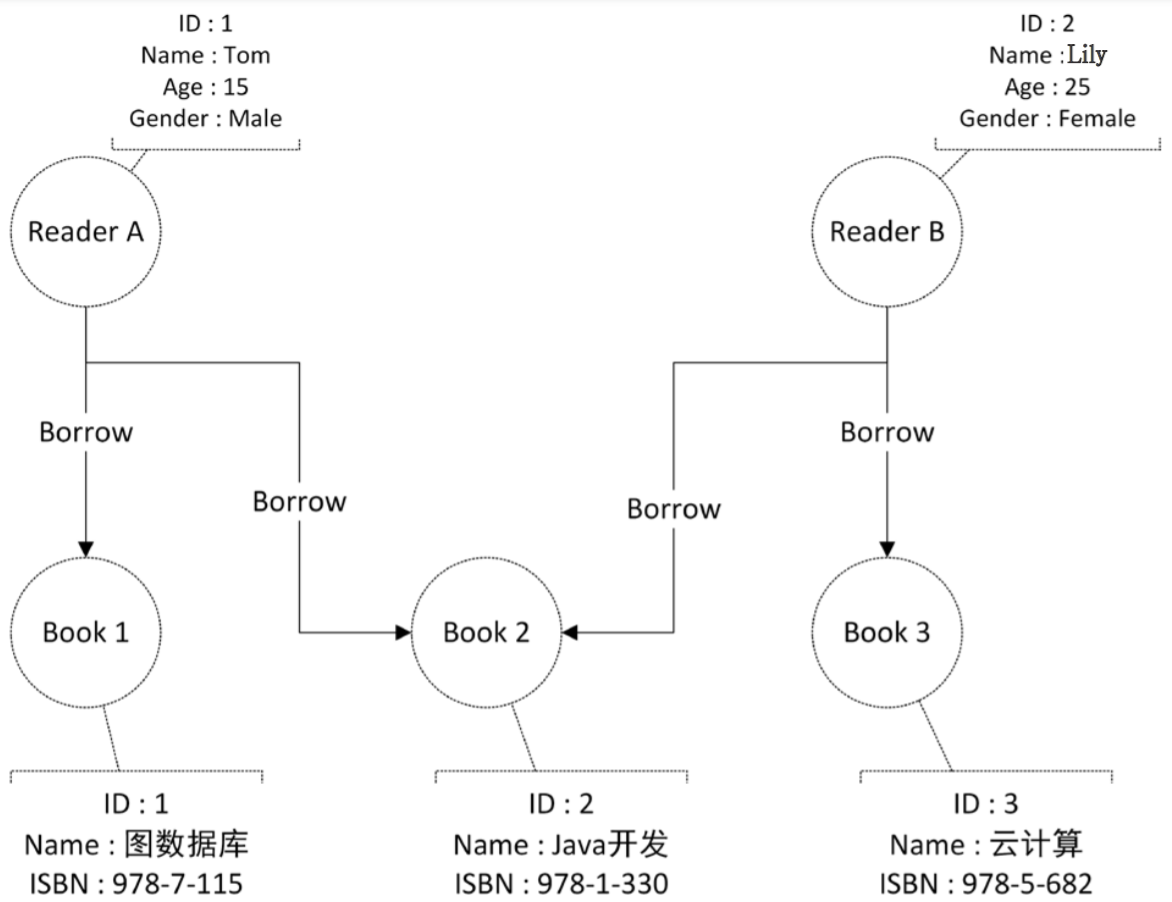 ID : 1
Name : Tom
Age : 15
Gender : Male
ID : 2
Name :Lily
Age : 25
Gender : Female
Reader A
Reader B
Borrow
Borrow
Borrow
Borrow
Book 1
Book 2
Book 3
ID : 1
Name : 图数据库
ISBN : 978-7-115
ID : 2
Name : Java开发
ISBN : 978-1-330
ID : 3
Name : 云计算
ISBN : 978-5-682